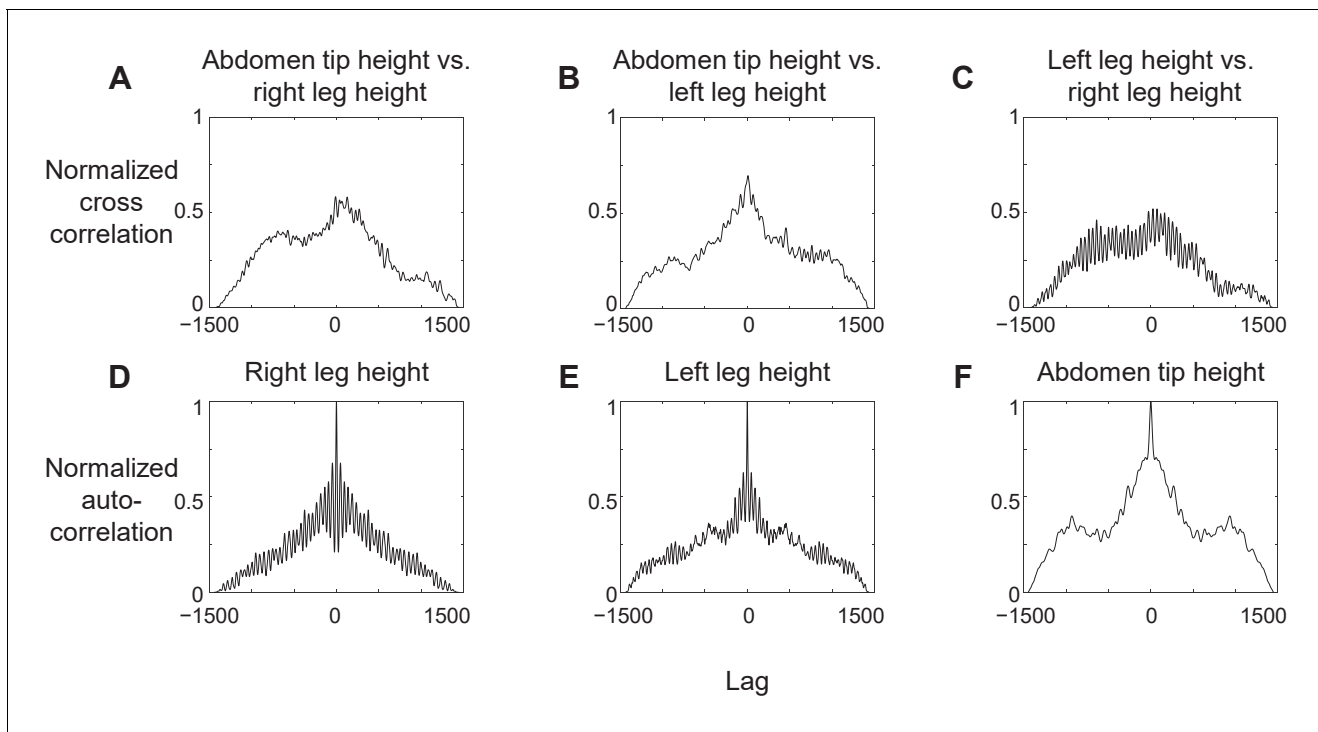 A
Abdomen tip height vs.
right leg height
B
Abdomen tip height vs.
left leg height
C
Left leg height vs.
right leg height
Normalized
cross
correlation
1
0.5
0
−1500 0 1500
1
0.5
0
−1500 0 1500
1
0.5
0
−1500 0 1500
D
Right leg height
E
Left leg height
F
Abdomen tip height
Normalized
auto-
correlation
1
0.5
0
−1500 0 1500
1
0.5
0
−1500 0 1500
1
0.5
0
−1500 0 1500
Lag